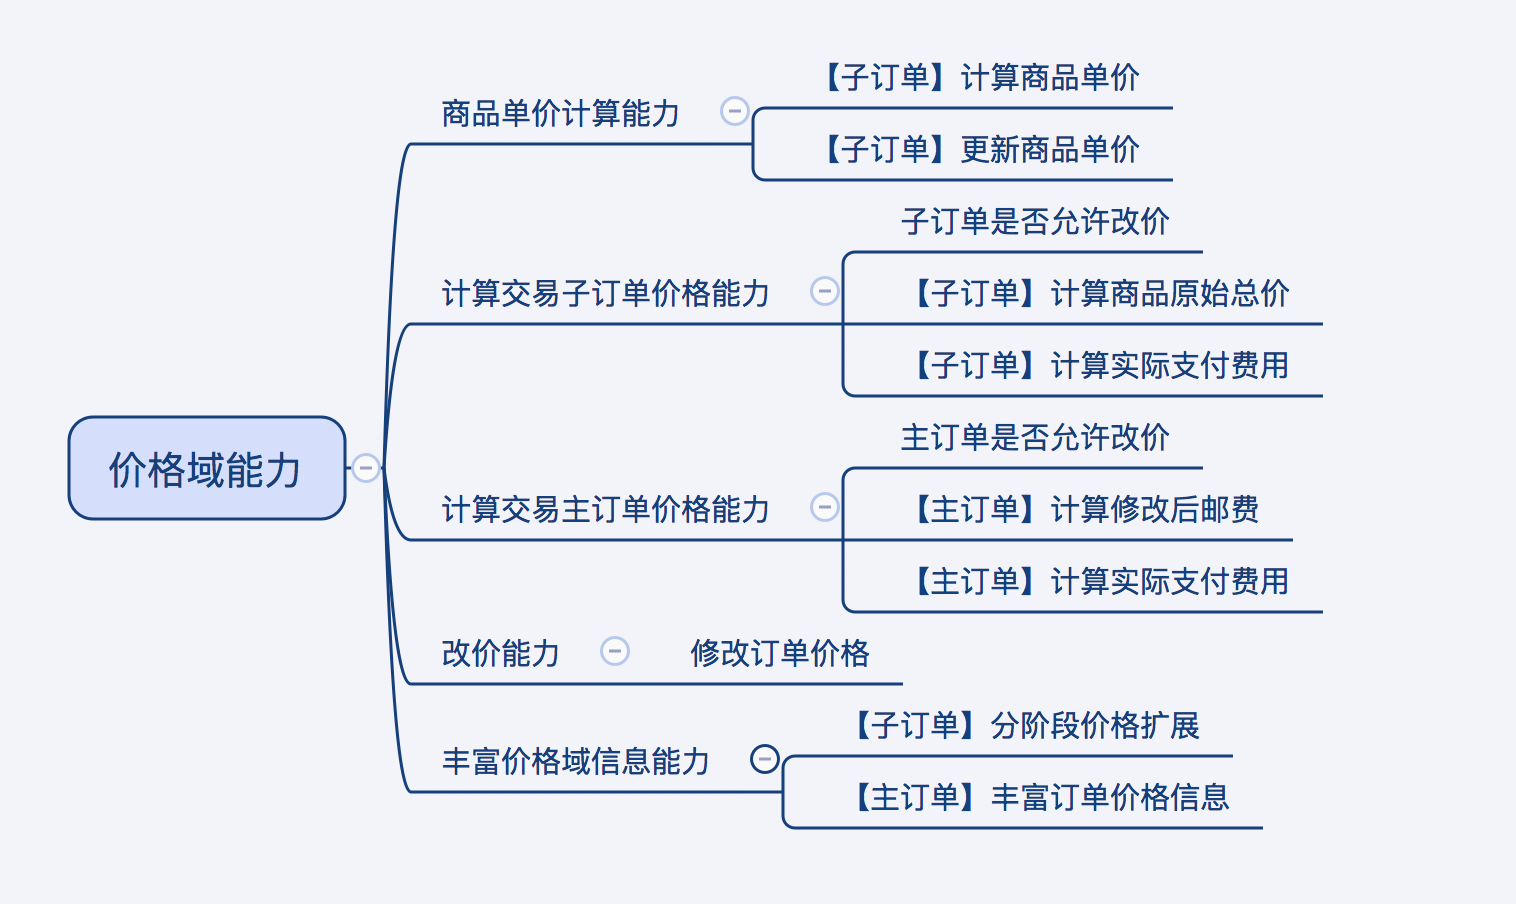 价格域能力
商品单价计算能力
【子订单】计算商品单价
【子订单】更新商品单价
计算交易子订单价格能力
子订单是否允许改价
【子订单】计算商品原始总价
【子订单】计算实际支付费用
计算交易主订单价格能力
主订单是否允许改价
【主订单】计算修改后邮费
【主订单】计算实际支付费用
改价能力
修改订单价格
丰富价格域信息能力
【子订单】分阶段价格扩展
【主订单】丰富订单价格信息